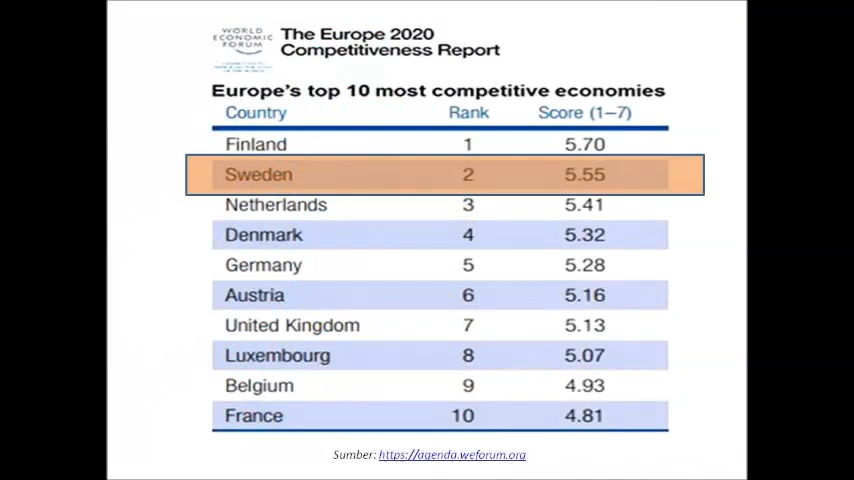 WORLD
ECONOMIC
FORUM
The Europe 2020
Competitiveness Report
Europe's top 10 most competitive economies
Country Rank Score (1–7)
Finland 1 5.70
Sweden 2 5.55
Netherlands 3 5.41
Denmark 4 5.32
Germany 5 5.28
Austria 6 5.16
United Kingdom 7 5.13
Luxembourg 8 5.07
Belgium 9 4.93
France 10 4.81
Sumber: https://agenda.weforum.org